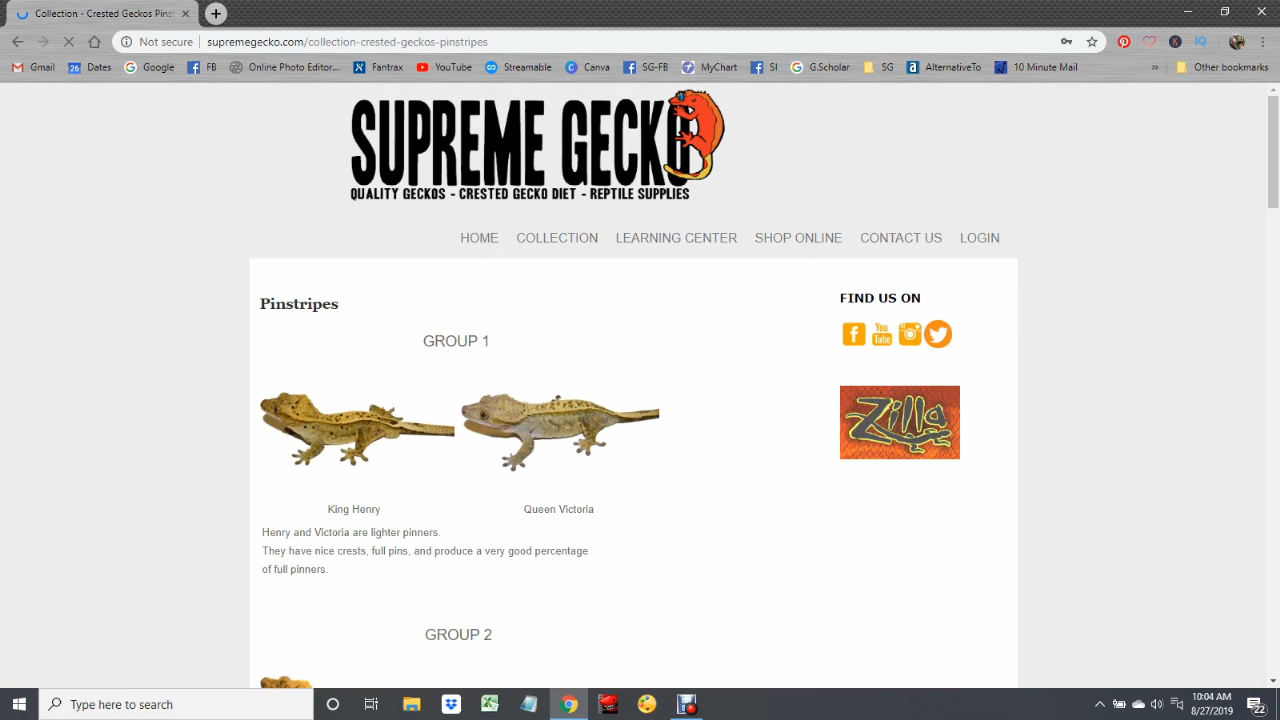 Collection - Crested Geckos Pins
Not secure
supremegecko.com/collection-crested-geckos-pinstripes
Gmail 26 Dates Google FB Online Photo Editor... Fantrax YouTube Streamable Canva SG-FB MyChart SI G.Scholar SG AlternativeTo 10 Minute Mail » Other bookmarks
SUPREME GECKO
QUALITY GECKOS - CRESTED GECKO DIET - REPTILE SUPPLIES
HOME COLLECTION LEARNING CENTER SHOP ONLINE CONTACT US LOGIN
Pinstripes
GROUP 1
King Henry Queen Victoria
Henry and Victoria are lighter pinners.
They have nice crests, full pins, and produce a very good percentage
of full pinners.
GROUP 2
FIND US ON
You
Tube
Zilla
Type here to search
10:04 AM
8/27/2019
22